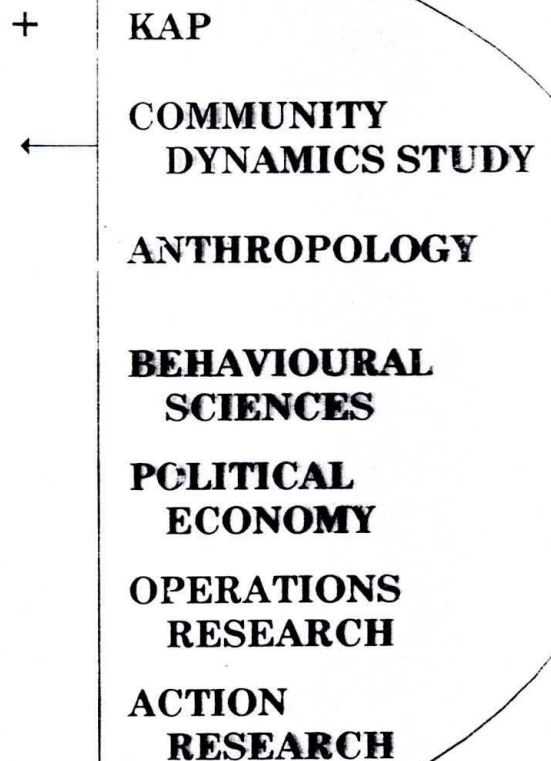 + KAP
COMMUNITY
DYNAMICS STUDY
ANTHROPOLOGY
BEHAVIOURAL
SCIENCES
POLITICAL
ECONOMY
OPERATIONS
RESEARCH
ACTION
RESEARCH